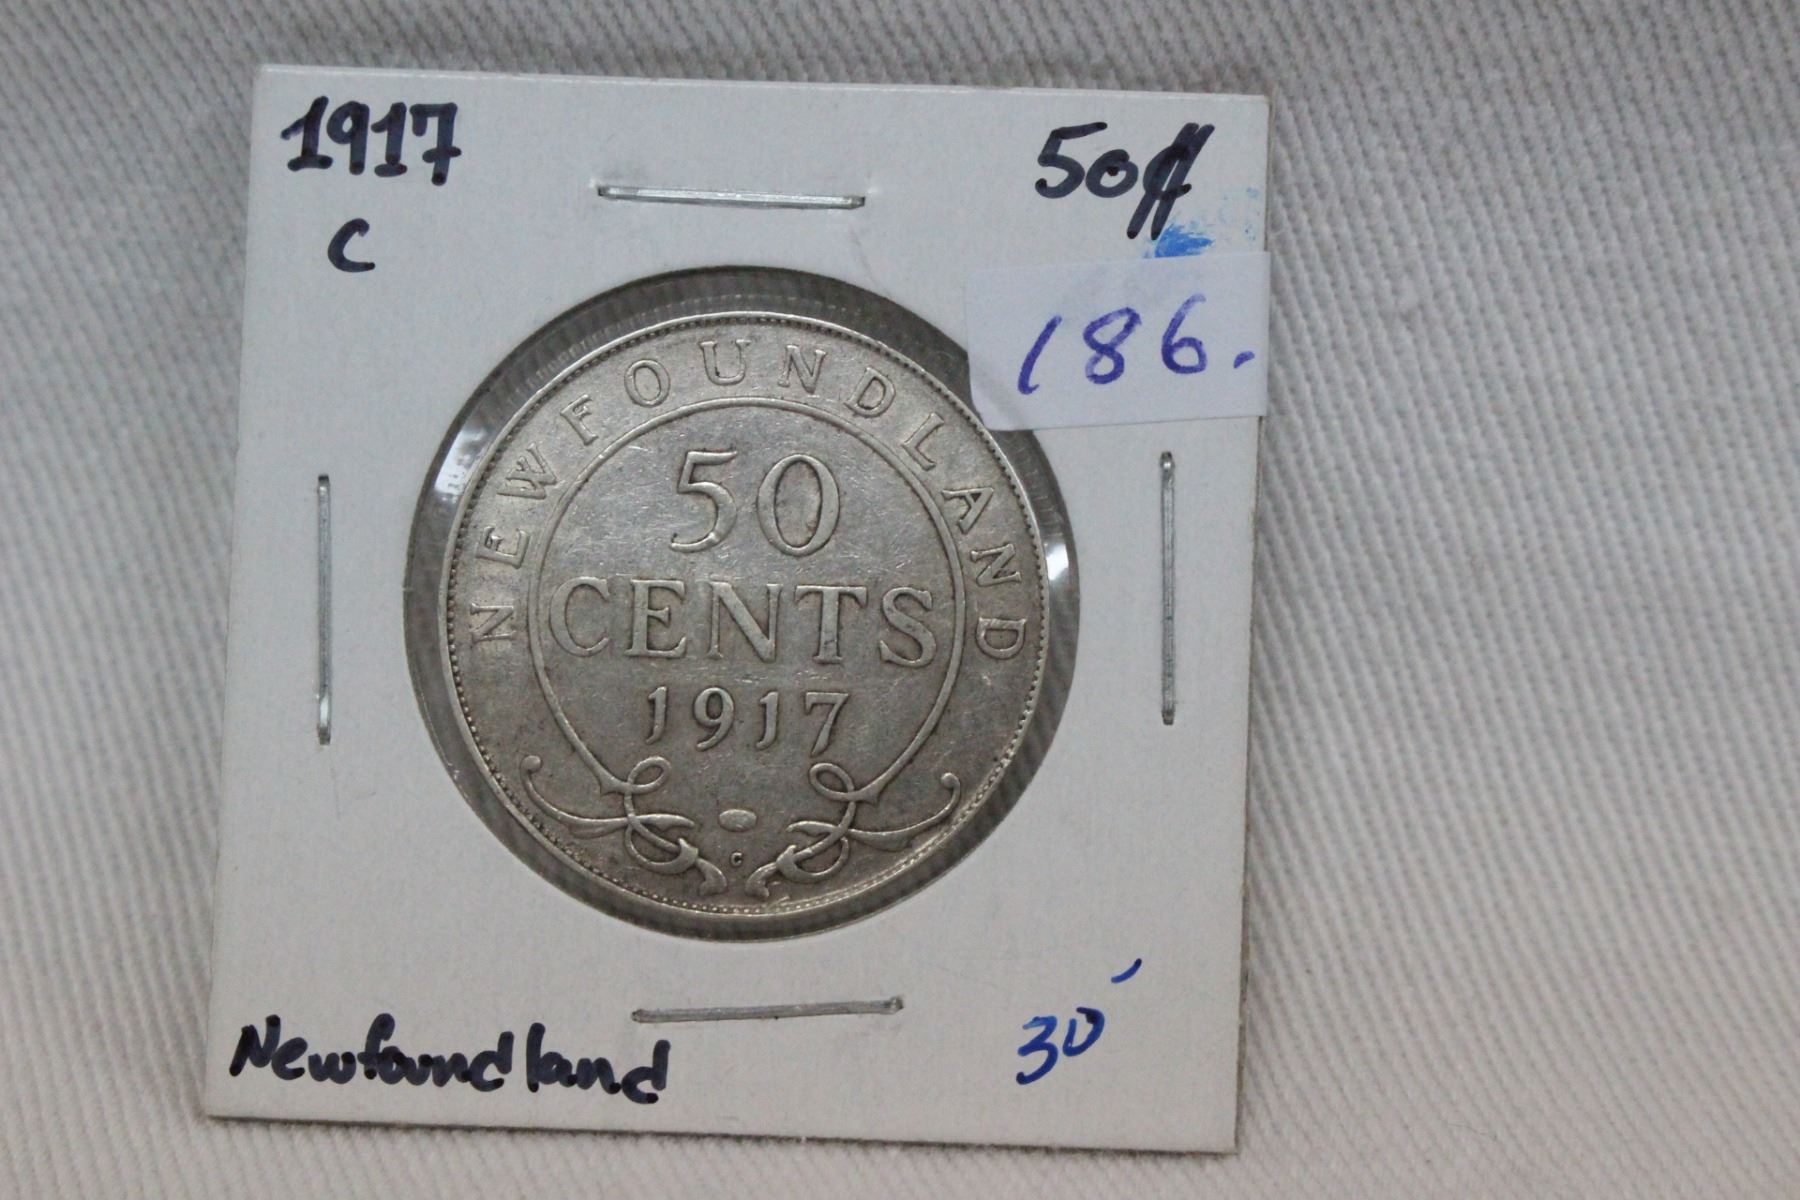 1917
C
50¢
186.
NEWFOUNDLAND
50
CENTS
1917
C
Newfoundland
30